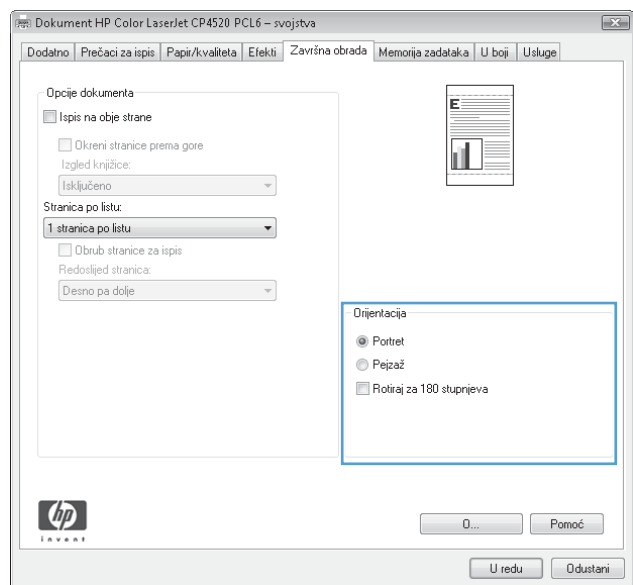 Dokument HP Color LaserJet CP4520 PCL6 – svojstva
Dodatno Prečaci za ispis Papir/kvaliteta Efekti Završna obrada Memorija zadataka U boji Usluge
Opcije dokumenta
Ispis na obje strane
Okreni stranice prema gore
Izgled knjižice:
Isključeno
Stranica po listu:
1 stranica po listu
Obrub stranice za ispis
Redoslijed stranica:
Desno pa dolje
E
Orijentacija
Portret
Pejzaž
Rotiraj za 180 stupnjeva
hp
invent
O... Pomoć
U redu Odustani